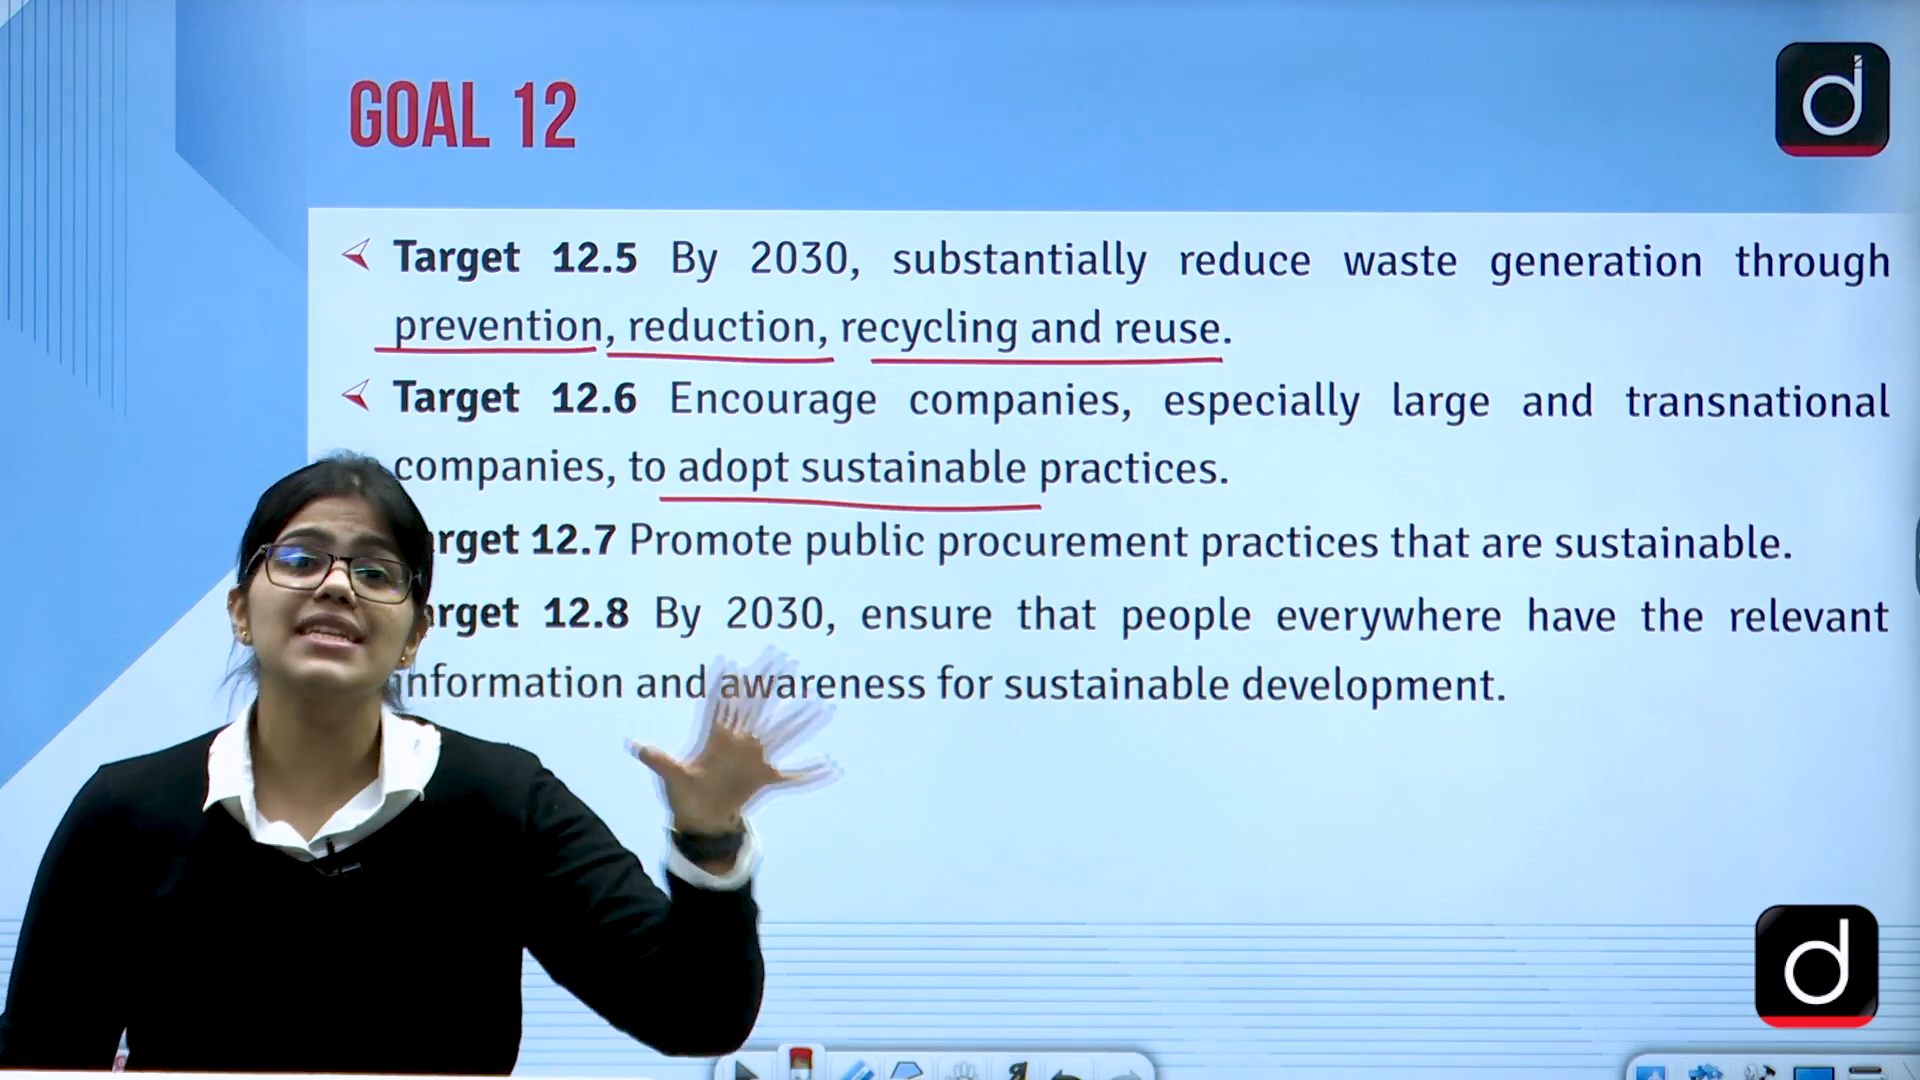 GOAL 12
d
Target 12.5 By 2030, substantially reduce waste generation through
prevention, reduction, recycling and reuse.
Target 12.6 Encourage companies, especially large and transnational
companies, to adopt sustainable practices.
rget 12.7 Promote public procurement practices that are sustainable.
arget 12.8 By 2030, ensure that people everywhere have the relevant
information and awareness for sustainable development.
d